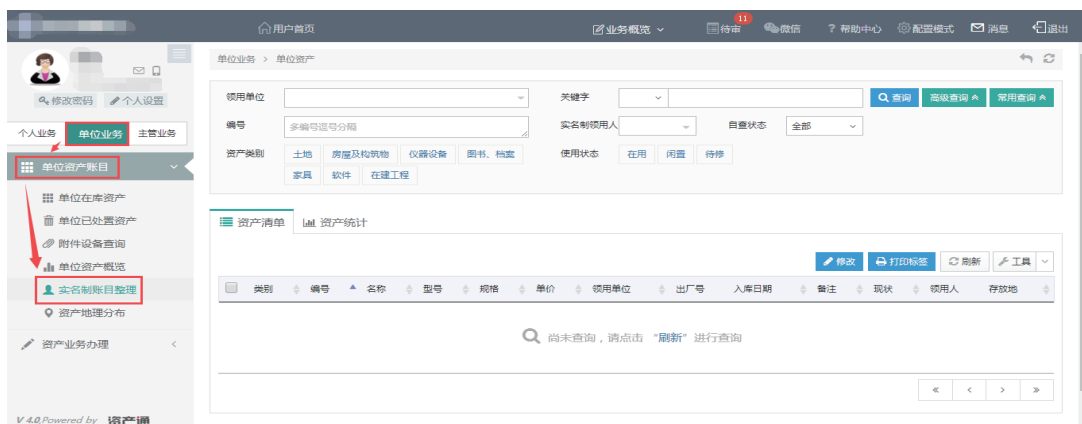 用户首页 业务概览 待审 11 微信 ? 帮助中心 配置模式 消息 退出
修改密码 个人设置
个人业务 单位业务 主管业务
单位资产账目
单位在库资产
单位已处置资产
附件设备查询
单位资产概览
实名制账目整理
资产地理分布
资产业务办理
V 4.0,Powered by 资产通
单位业务 > 单位资产
领用单位 关键字 查询 高级查询 常用查询
编号 多编号逗号分隔 实名制领用人 自查状态 全部
资产类别 土地 房屋及构筑物 仪器设备 图书、档案 使用状态 在用 闲置 待修
家具 软件 在建工程
资产清单 资产统计
修改 打印标签 刷新 工具
类别 编号 名称 型号 规格 单价 领用单位 出厂号 入库日期 备注 现状 领用人 存放地
尚未查询，请点击 “刷新” 进行查询
« < > »